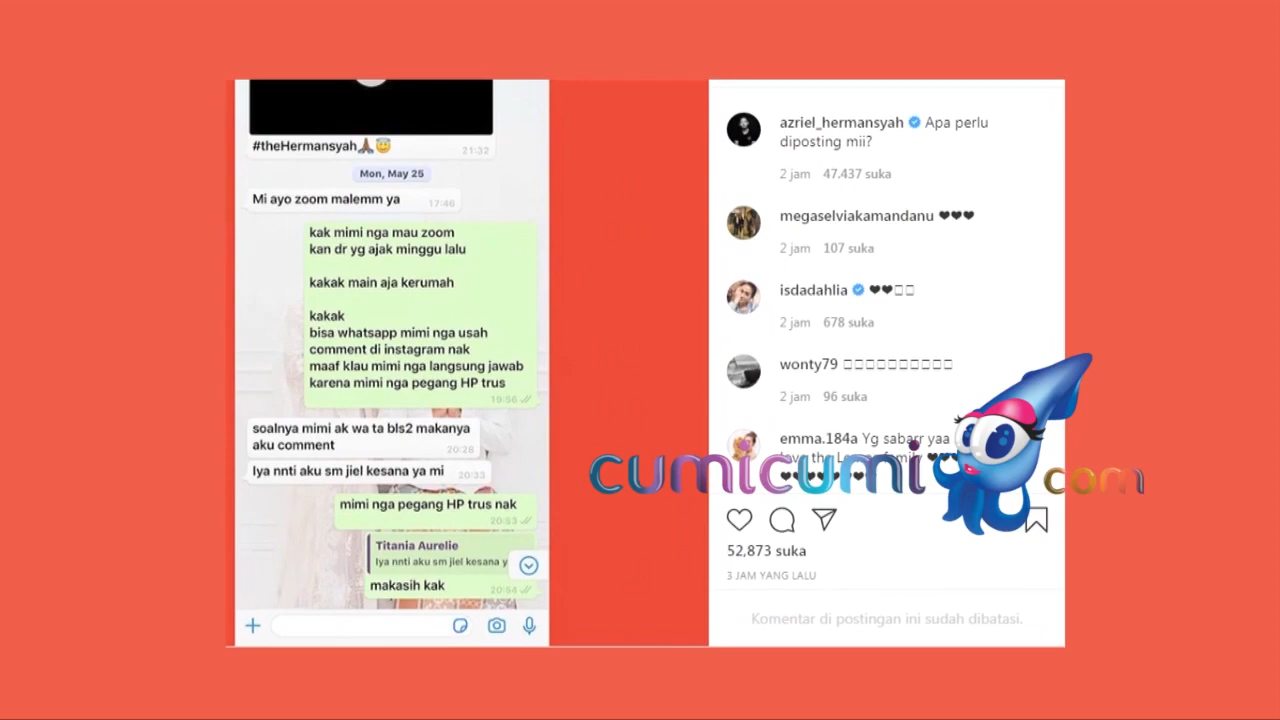 #theHermansyah🙏🏾😇
21:32
Mon, May 25
Mi ayo zoom malemm ya
17:46
kak mimi nga mau zoom
kan dr yg ajak minggu lalu
kakak main aja kerumah
kakak
bisa whatsapp mimi nga usah
comment di instagram nak
maaf klau mimi nga langsung jawab
karena mimi nga pegang HP trus
19:56
soalnya mimi ak wa ta bls2 makanya
aku comment
20:28
Iya nnti aku sm jiel kesana ya mi
20:33
mimi nga pegang HP trus nak
20:53
Titania Aurelie
Iya nnti aku sm jiel kesana y
makasih kak
20:54
azriel_hermansyah Apa perlu
diposting mii?
2 jam 47.437 suka
megaselviakamandanu ❤❤❤
2 jam 107 suka
isdadahlia ❤❤□□
2 jam 678 suka
wonty79 □□□□□□□□□□
2 jam 96 suka
emma.184a Yg sabarr yaa
love the family
52,873 suka
3 JAM YANG LALU
Komentar di postingan ini sudah dibatasi.
cumicumi.com